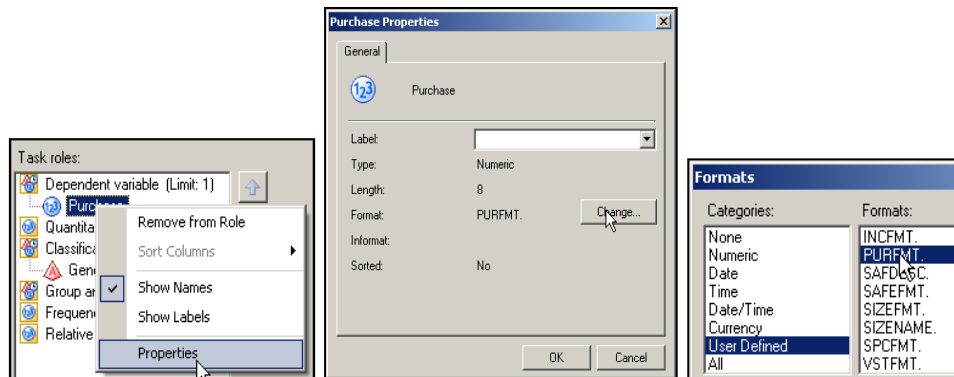 Task roles:
Dependent variable (Limit: 1)
Purch
Quantita
Classifica
Gen
Group an
Frequen
Relative
Remove from Role
Sort Columns
Show Names
Show Labels
Properties
Purchase Properties
General
Purchase
Label:
Type: Numeric
Length: 8
Format: PURFMT. Change...
Informat:
Sorted: No
OK Cancel
Formats
Categories:
None
Numeric
Date
Time
Date/Time
Currency
User Defined
All
Formats:
INCFMT.
PURFMT.
SAFEFMT.
SIZEFMT.
SIZENAME.
SPCFMT.
VSTFMT.